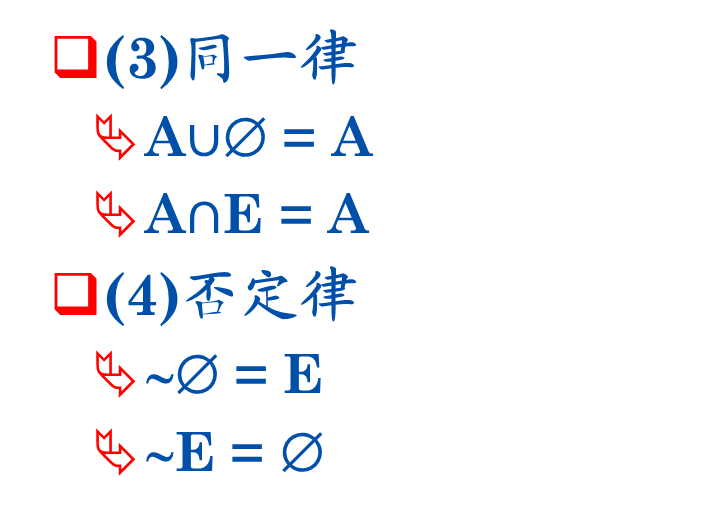 (3)同一律
A∪∅ = A
A∩E = A
(4)否定律
~∅ = E
~E = ∅